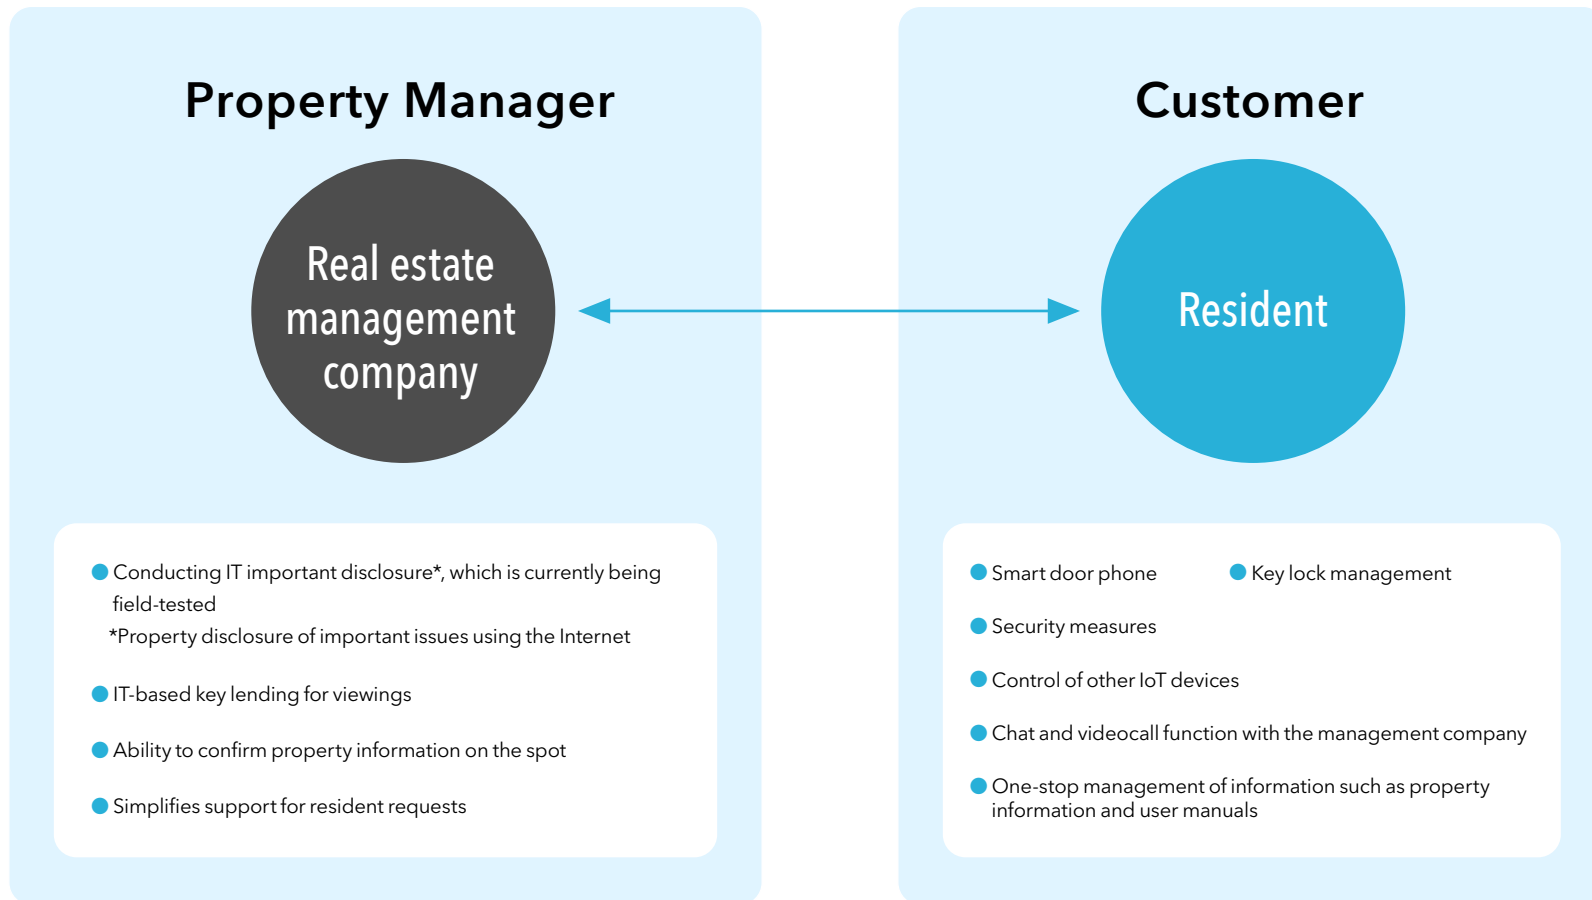 Property Manager
Real estate
management
company
● Conducting IT important disclosure*, which is currently being
field-tested
*Property disclosure of important issues using the Internet
● IT-based key lending for viewings
● Ability to confirm property information on the spot
● Simplifies support for resident requests
Customer
Resident
● Smart door phone
● Key lock management
● Security measures
● Control of other IoT devices
● Chat and videocall function with the management company
● One-stop management of information such as property
information and user manuals